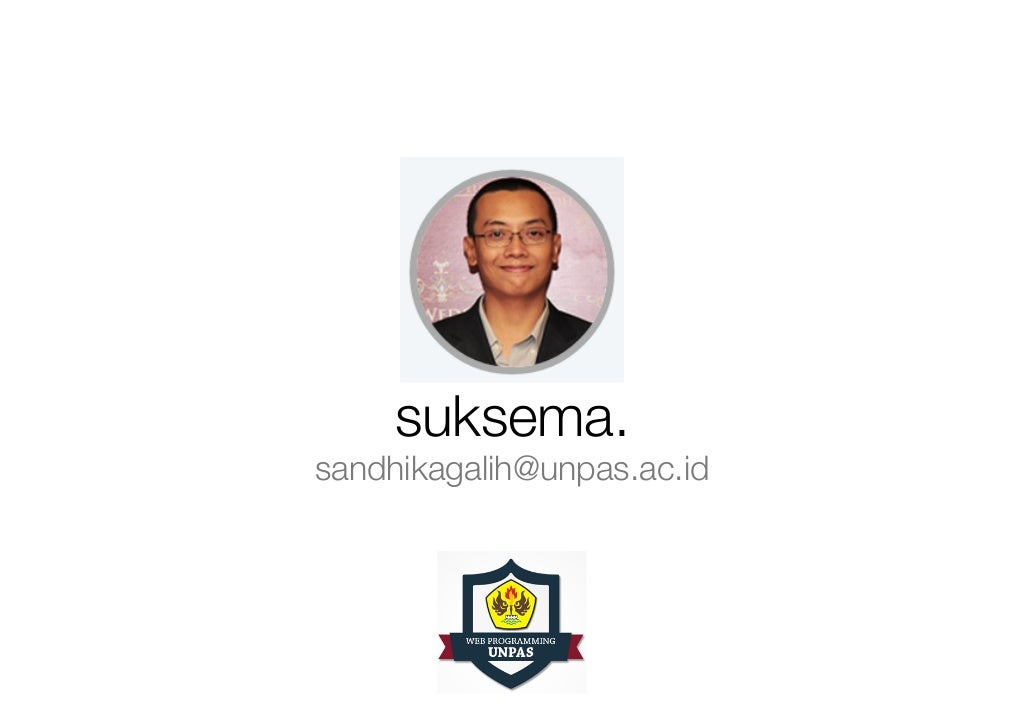 suksema.
sandhikagalih@unpas.ac.id
WEB PROGRAMMING
UNPAS